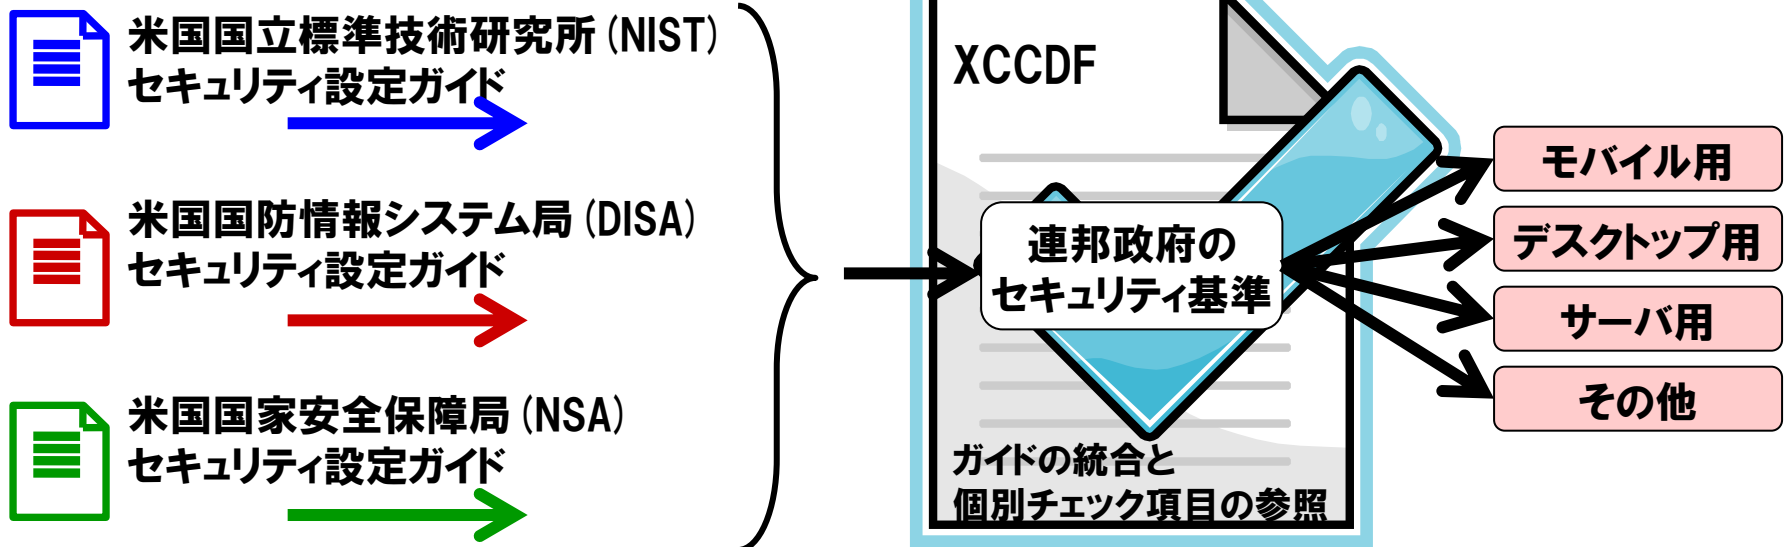 米国国立標準技術研究所(NIST)
セキュリティ設定ガイド
米国国防情報システム局(DISA)
セキュリティ設定ガイド
米国国家安全保障局(NSA)
セキュリティ設定ガイド
XCCDF
連邦政府の
セキュリティ基準
ガイドの統合と
個別チェック項目の参照
モバイル用
デスクトップ用
サーバ用
その他